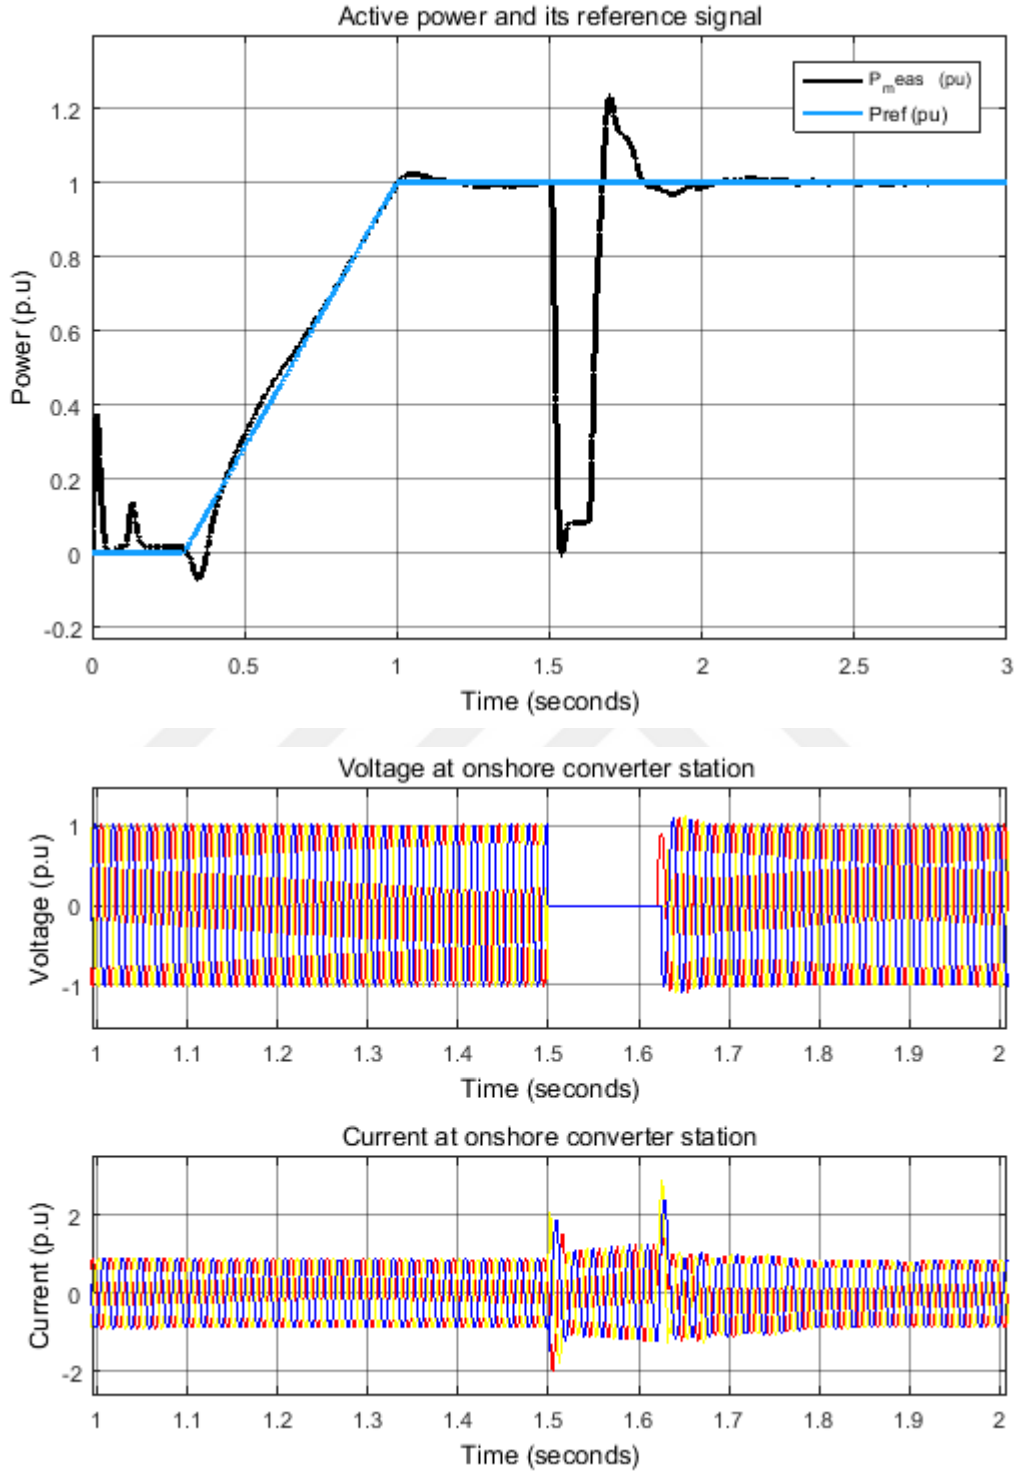 Active power and its reference signal
P_meas (pu)
Pref (pu)
1.2
1
0.8
0.6
0.4
0.2
0
-0.2
Power (p.u)
0 0.5 1 1.5 2 2.5 3
Time (seconds)
Voltage at onshore converter station
1
0
-1
Voltage (p.u)
1 1.1 1.2 1.3 1.4 1.5 1.6 1.7 1.8 1.9 2
Time (seconds)
Current at onshore converter station
2
0
-2
Current (p.u)
1 1.1 1.2 1.3 1.4 1.5 1.6 1.7 1.8 1.9 2
Time (seconds)